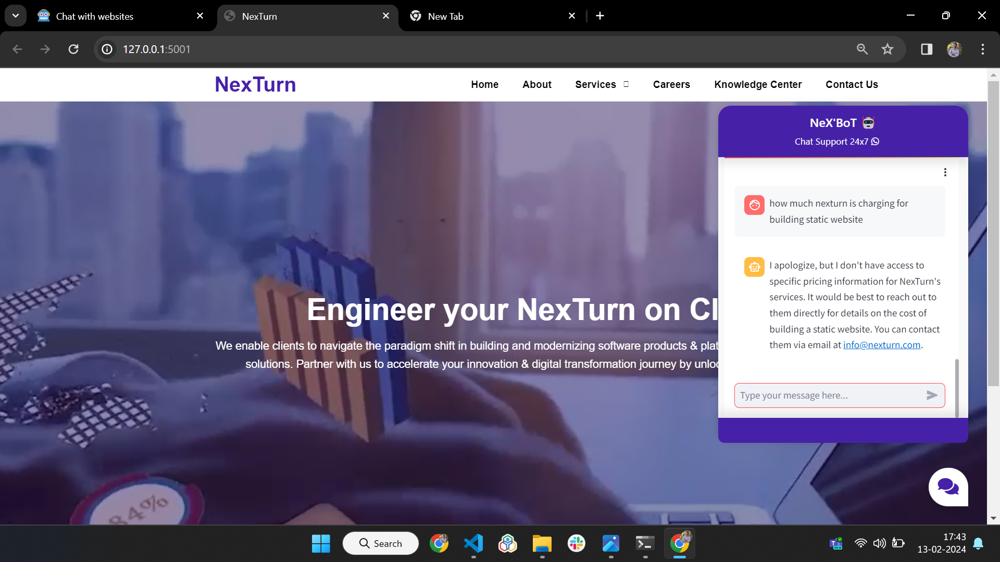 Chat with websites
NexTurn
New Tab
127.0.0.1:5001
NexTurn
Home
About
Services
Careers
Knowledge Center
Contact Us
NeX'BoT
Chat Support 24x7
how much nexturn is charging for
building static website
I apologize, but I don't have access to
specific pricing information for NexTurn's
services. It would be best to reach out to
them directly for details on the cost of
building a static website. You can contact
them via email at info@nexturn.com.
Type your message here...
Engineer your NexTurn on Cl
We enable clients to navigate the paradigm shift in building and modernizing software products & plat
solutions. Partner with us to accelerate your innovation & digital transformation journey by unloc
84%
Search
NEW
17:43
13-02-2024